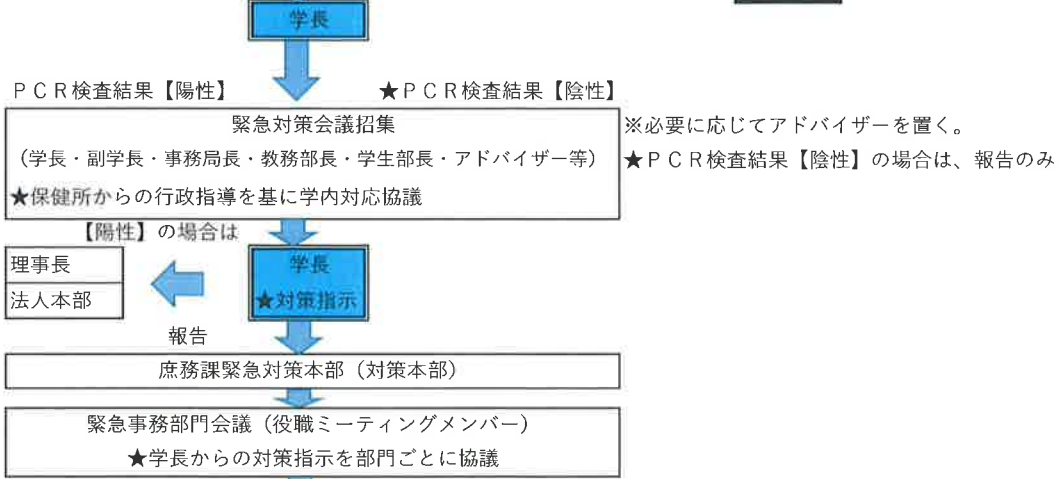 学長
ＰＣＲ検査結果【陽性】
★ＰＣＲ検査結果【陰性】
緊急対策会議招集
（学長・副学長・事務局長・教務部長・学生部長・アドバイザー等）
★保健所からの行政指導を基に学内対応協議
※必要に応じてアドバイザーを置く。
★ＰＣＲ検査結果【陰性】の場合は、報告のみ
【陽性】の場合は
理事長
法人本部
学長
★対策指示
報告
庶務課緊急対策本部（対策本部）
緊急事務部門会議（役職ミーティングメンバー）
★学長からの対策指示を部門ごとに協議